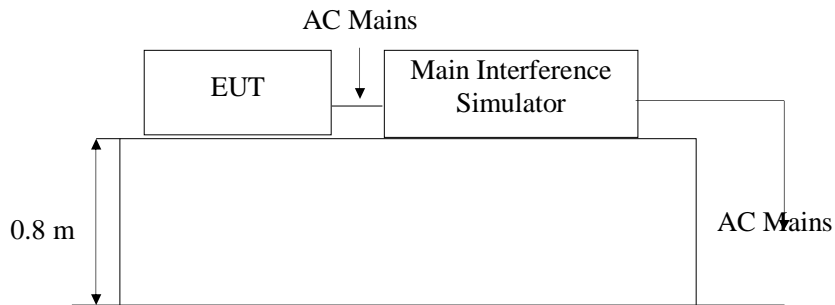 AC Mains
EUT
Main Interference
Simulator
0.8 m
AC Mains